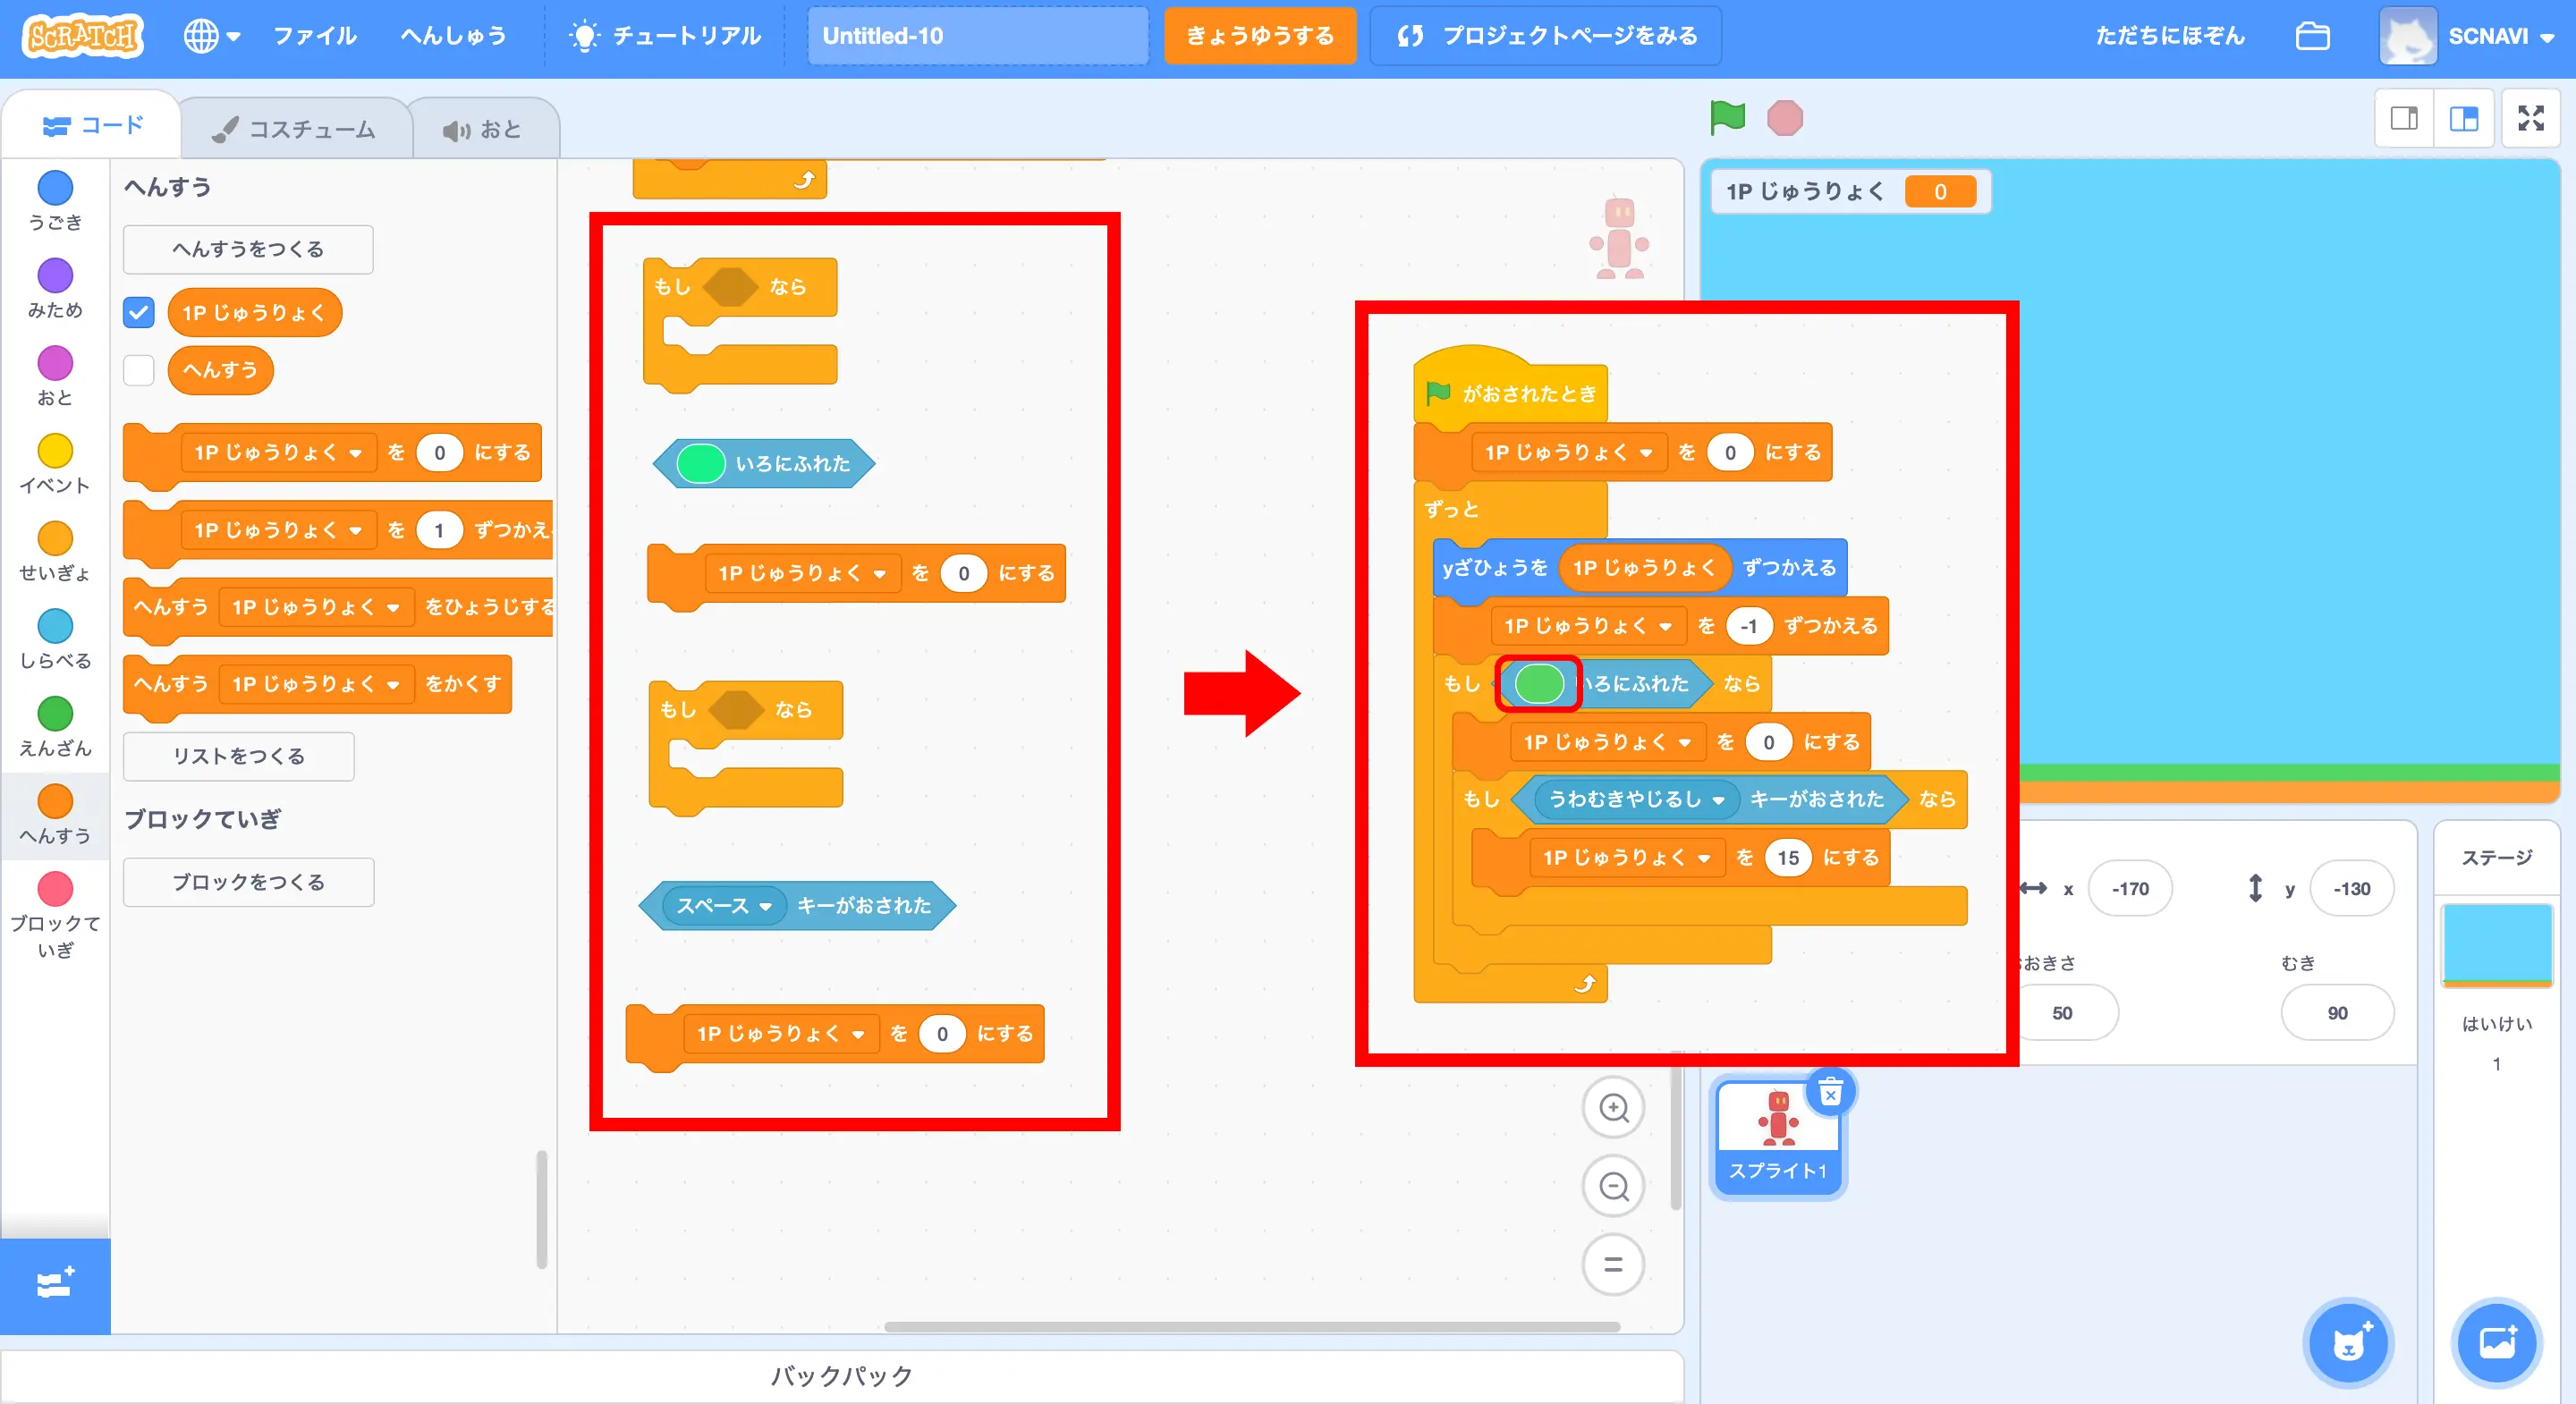 SCRATCH
ファイル
へんしゅう
チュートリアル
Untitled-10
きょうゆうする
プロジェクトページをみる
ただちにほぞん
SCNAVI
コード
コスチューム
おと
うごき
みため
おと
イベント
せいぎょ
しらべる
えんざん
へんすう
ブロックて
いぎ
へんすう
へんすうをつくる
1P じゅうりょく
へんすう
1P じゅうりょく を 0 にする
1P じゅうりょく を 1 ずつかえ
へんすう 1P じゅうりょく をひょうじする
へんすう 1P じゅうりょく をかくす
リストをつくる
ブロックていぎ
ブロックをつくる
もし なら
いろにふれた
1P じゅうりょく を 0 にする
もし なら
スペース キーがおされた
1P じゅうりょく を 0 にする
がおされたとき
1P じゅうりょく を 0 にする
ずっと
yざひょうを 1P じゅうりょく ずつかえる
1P じゅうりょく を -1 ずつかえる
もし いろにふれた なら
1P じゅうりょく を 0 にする
もし うわむきやじるし キーがおされた なら
1P じゅうりょく を 15 にする
1P じゅうりょく 0
x -170 y -130
おおきさ むき
50 90
スプライト1
ステージ
はいけい
1
バックパック